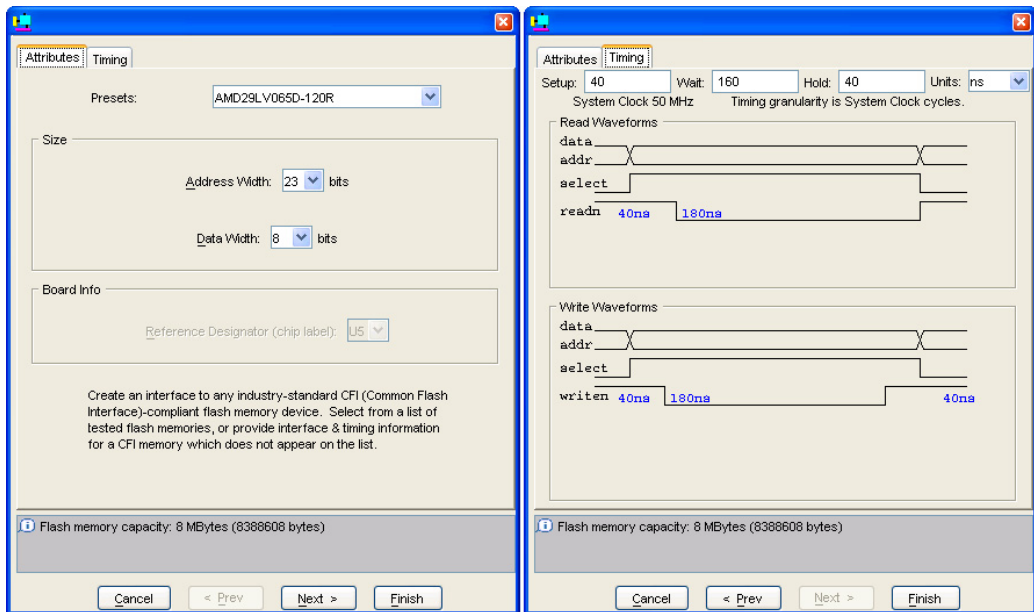 Attributes Timing
Presets: AMD29LV065D-120R
Size
Address Width: 23 bits
Data Width: 8 bits
Board Info
Reference Designator (chip label): U5
Create an interface to any industry-standard CFI (Common Flash
Interface)-compliant flash memory device. Select from a list of
tested flash memories, or provide interface & timing information
for a CFI memory which does not appear on the list.
Flash memory capacity: 8 MBytes (8388608 bytes)
Cancel < Prev Next > Finish
Attributes Timing
Setup: 40 Wait: 160 Hold: 40 Units: ns
System Clock 50 MHz Timing granularity is System Clock cycles.
Read Waveforms
data
addr
select
readn 40ns 180ns
Write Waveforms
data
addr
select
writen 40ns 180ns 40ns
Flash memory capacity: 8 MBytes (8388608 bytes)
Cancel < Prev Next > Finish